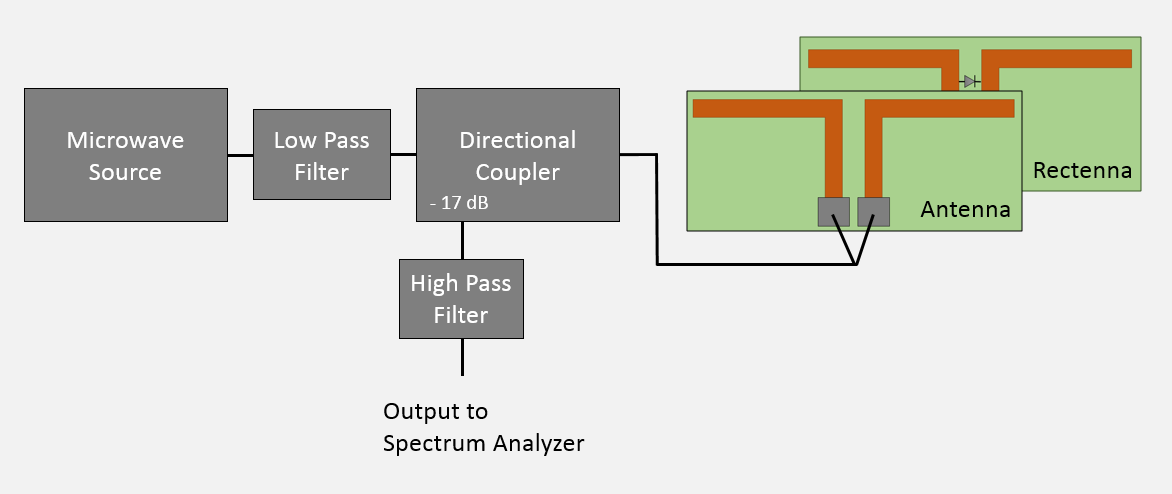 Microwave
Source
Low Pass
Filter
Directional
Coupler
- 17 dB
High Pass
Filter
Output to
Spectrum Analyzer
Rectenna
Antenna